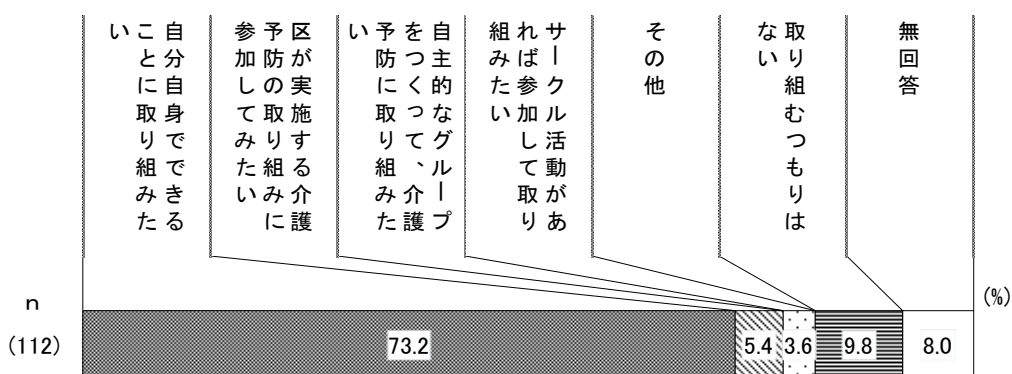 自分自身でできる
ことに取り組みた
い
区が実施する介護
予防の取り組みに
参加してみたい
自主的なグループ
をつくって、介護
予防に取り組みた
い
サークル活動があ
れば参加して取り
組みたい
その他
取り組むつもりは
ない
無回答
(%)
n
(112)
73.2
5.4
3.6
9.8
8.0